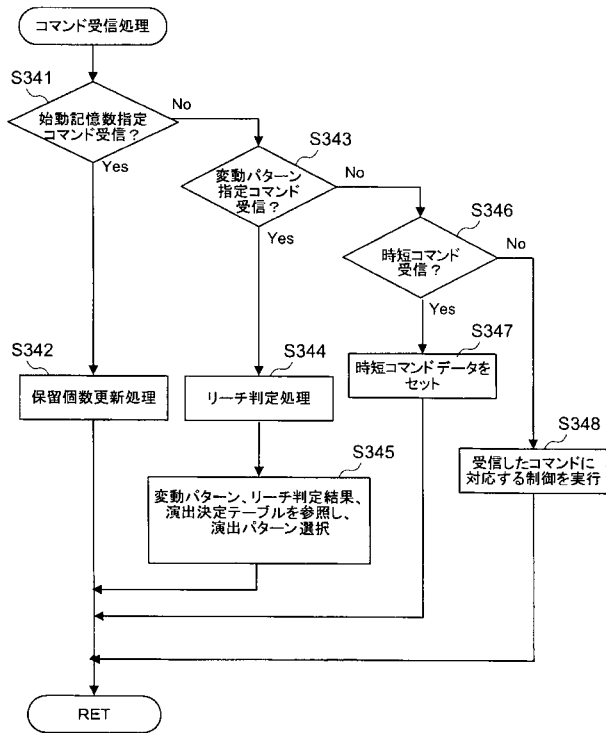 コマンド受信処理
S341
始動記憶数指定
コマンド受信？
No
Yes
S343
変動パターン
指定コマンド
受信？
No
Yes
S346
時短コマンド
受信？
No
Yes
S342
保留個数更新処理
S344
リーチ判定処理
S347
時短コマンドデータを
セット
S345
変動パターン、リーチ判定結果、
演出決定テーブルを参照し、
演出パターン選択
S348
受信したコマンドに
対応する制御を実行
RET